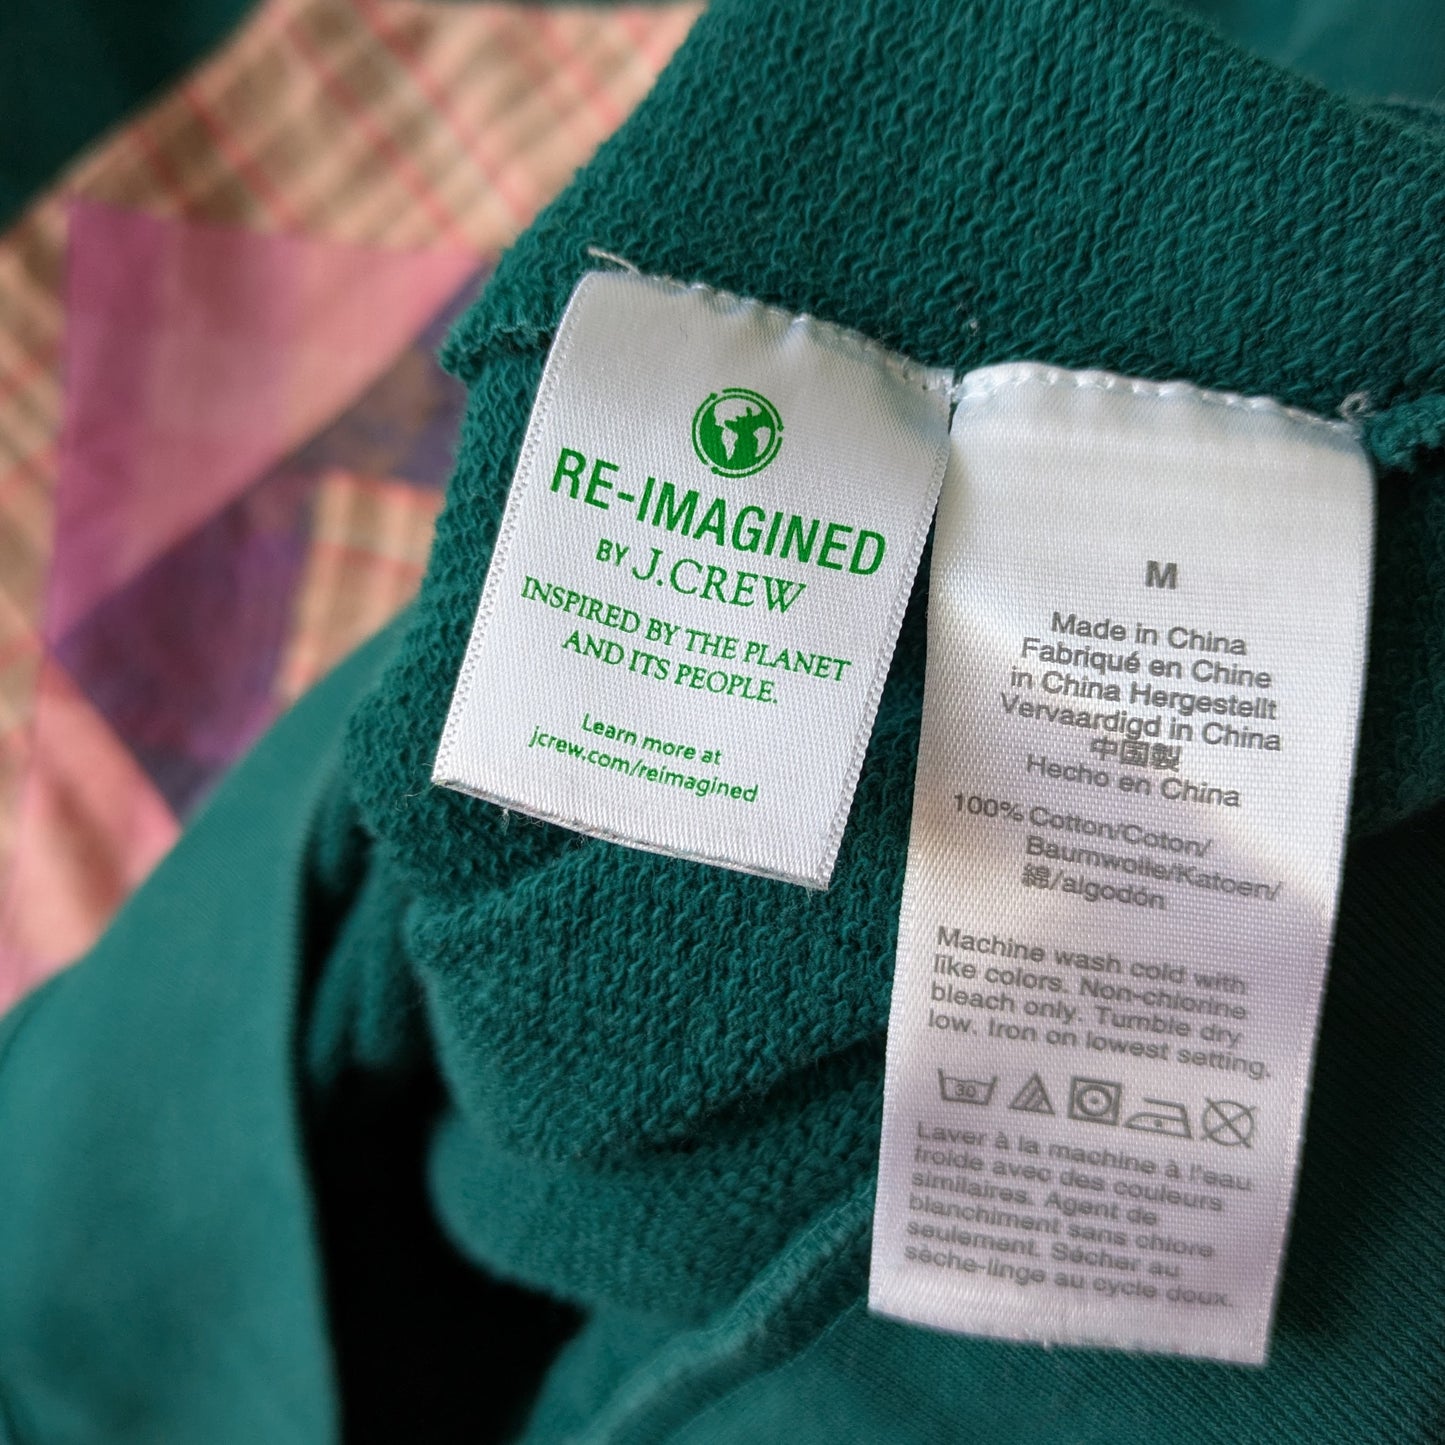 RE-IMAGINED
BY J.CREW
INSPIRED BY THE PLANET
AND ITS PEOPLE.
Learn more at
jcrew.com/reimagined
M
Made in China
Fabriqué en Chine
in China Hergestellt
Vervaardigd in China
中国製
Hecho en China
100% Cotton/Coton/
Baumwolle/Katoen/
綿/algodón
Machine wash cold with
like colors. Non-chlorine
bleach only. Tumble dry
low. Iron on lowest setting.
30
Laver à la machine à l'eau
froide avec des couleurs
similaires. Agent de
blanchiment sans chlore
seulement. Sécher au
sèche-linge au cycle doux.